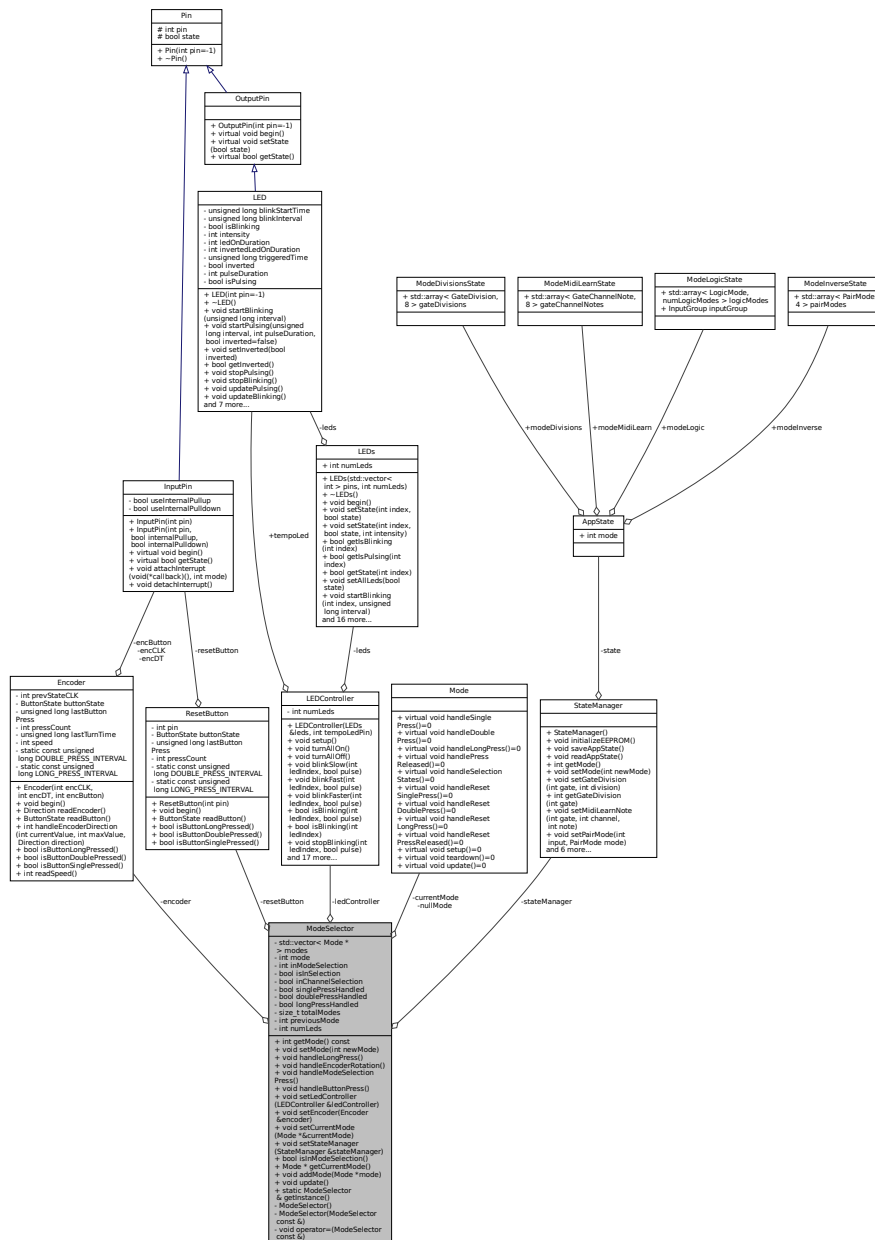 Pin
# int pin
# bool state
+ Pin(int pin=-1)
+ ~Pin()
OutputPin
+ OutputPin(int pin=-1)
+ virtual void begin()
+ virtual void setState
(bool state)
+ virtual bool getState()
LED
- unsigned long blinkStartTime
- unsigned long blinkInterval
- bool isBlinking
- int intensity
- int ledOnDuration
- int invertedLedOnDuration
- unsigned long triggeredTime
- bool inverted
- int pulseDuration
- bool isPulsing
+ LED(int pin=-1)
+ ~LED()
+ void startBlinking
(unsigned long interval)
+ void startPulsing(unsigned
long interval, int pulseDuration,
bool inverted=false)
+ void setInverted(bool
inverted)
+ bool getInverted()
+ void stopPulsing()
+ void stopBlinking()
+ void updatePulsing()
+ void updateBlinking()
and 7 more...
ModeDivisionsState
+ std::array< GateDivision,
8 > gateDivisions
ModeMidiLearnState
+ std::array< GateChannelNote,
8 > gateChannelNotes
ModeLogicState
+ std::array< LogicMode,
numLogicModes > logicModes
+ InputGroup inputGroup
ModeInverseState
+ std::array< PairMode
4 > pairModes
+modeDivisions
+modeMidiLearn
+modeLogic
+modeInverse
-leds
LEDs
+ int numLeds
+ LEDs(std::vector<
int > pins, int numLeds)
+ ~LEDs()
+ void begin()
+ void setState(int index,
bool state)
+ void setState(int index,
bool state, int intensity)
+ bool getIsBlinking
(int index)
+ bool getIsPulsing(int
index)
+ bool getState(int index)
+ void setAllLeds(bool
state)
+ void startBlinking
(int index, unsigned
long interval)
and 16 more...
InputPin
- bool useInternalPullup
- bool useInternalPulldown
+ InputPin(int pin)
+ InputPin(int pin,
bool internalPullup,
bool internalPulldown)
+ virtual void begin()
+ virtual bool getState()
+ void attachInterrupt
(void(*callback)(), int mode)
+ void detachInterrupt()
+tempoLed
AppState
+ int mode
-encButton
-encCLK
-encDT
-resetButton
-leds
-state
Encoder
- int prevStateCLK
- ButtonState buttonState
- unsigned long lastButton
Press
- int pressCount
- unsigned long lastTurnTime
- int speed
- static const unsigned
long DOUBLE_PRESS_INTERVAL
- static const unsigned
long LONG_PRESS_INTERVAL
+ Encoder(int encCLK,
int encDT, int encButton)
+ void begin()
+ Direction readEncoder()
+ ButtonState readButton()
+ int handleEncoderDirection
(int currentValue, int maxValue,
Direction direction)
+ bool isButtonLongPressed()
+ bool isButtonDoublePressed()
+ bool isButtonSinglePressed()
+ int readSpeed()
ResetButton
- int pin
- ButtonState buttonState
- unsigned long lastButton
Press
- int pressCount
- static const unsigned
long DOUBLE_PRESS_INTERVAL
- static const unsigned
long LONG_PRESS_INTERVAL
+ ResetButton(int pin)
+ void begin()
+ ButtonState readButton()
+ bool isButtonLongPressed()
+ bool isButtonDoublePressed()
+ bool isButtonSinglePressed()
LEDController
- int numLeds
+ LEDController(LEDs
&leds, int tempoLedPin)
+ void setup()
+ void turnAllOn()
+ void turnAllOff()
+ void blinkSlow(int
ledIndex, bool pulse)
+ void blinkFast(int
ledIndex, bool pulse)
+ void blinkFaster(int
ledIndex, bool pulse)
+ bool isBlinking(int
ledIndex, bool pulse)
+ bool isBlinking(int
ledIndex)
+ void stopBlinking(int
ledIndex, bool pulse)
and 17 more...
Mode
+ virtual void handleSingle
Press()=0
+ virtual void handleDouble
Press()=0
+ virtual void handleLongPress()=0
+ virtual void handlePress
Released()=0
+ virtual void handleSelection
States()=0
+ virtual void handleReset
SinglePress()=0
+ virtual void handleReset
DoublePress()=0
+ virtual void handleReset
LongPress()=0
+ virtual void handleReset
PressReleased()=0
+ virtual void setup()=0
+ virtual void teardown()=0
+ virtual void update()=0
StateManager
+ StateManager()
+ void initializeEEPROM()
+ void saveAppState()
+ void readAppState()
+ int getMode()
+ void setMode(int newMode)
+ void setGateDivision
(int gate, int division)
+ int getGateDivision
(int gate)
+ void setMidiLearnNote
(int gate, int channel,
int note)
+ void setPairMode(int
input, PairMode mode)
and 6 more...
-encoder
-resetButton
-ledController
-currentMode
-nullMode
-stateManager
ModeSelector
- std::vector< Mode *
> modes
- int mode
- int inModeSelection
- bool isInSelection
- bool inChannelSelection
- bool singlePressHandled
- bool doublePressHandled
- bool longPressHandled
- size_t totalModes
- int previousMode
- int numLeds
+ int getMode() const
+ void setMode(int newMode)
+ void handleLongPress()
+ void handleEncoderRotation()
+ void handleModeSelection
Press()
+ void handleButtonPress()
+ void setLedController
(LEDController &ledController)
+ void setEncoder(Encoder
&encoder)
+ void setCurrentMode
(Mode *&currentMode)
+ void setStateManager
(StateManager &stateManager)
+ bool isInModeSelection()
+ Mode * getCurrentMode()
+ void addMode(Mode *mode)
+ void update()
+ static ModeSelector
& getInstance()
- ModeSelector()
- ModeSelector(ModeSelector
const &)
- void operator=(ModeSelector
const &)